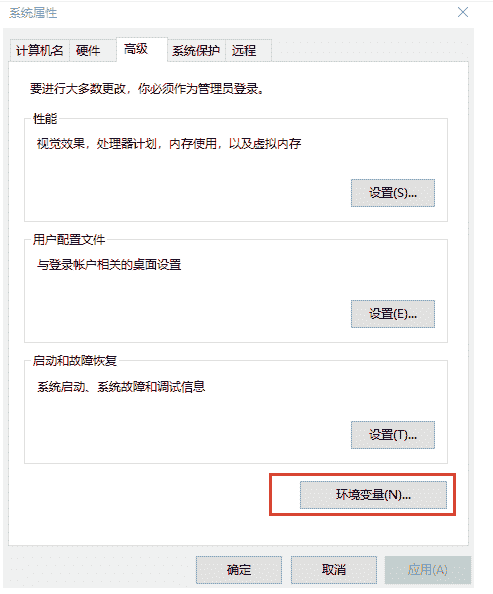 系统属性
计算机名 硬件 高级 系统保护 远程
要进行大多数更改，你必须作为管理员登录。
性能
视觉效果，处理器计划，内存使用，以及虚拟内存
设置(S)...
用户配置文件
与登录帐户相关的桌面设置
设置(E)...
启动和故障恢复
系统启动、系统故障和调试信息
设置(T)...
环境变量(N)...
确定 取消 应用(A)